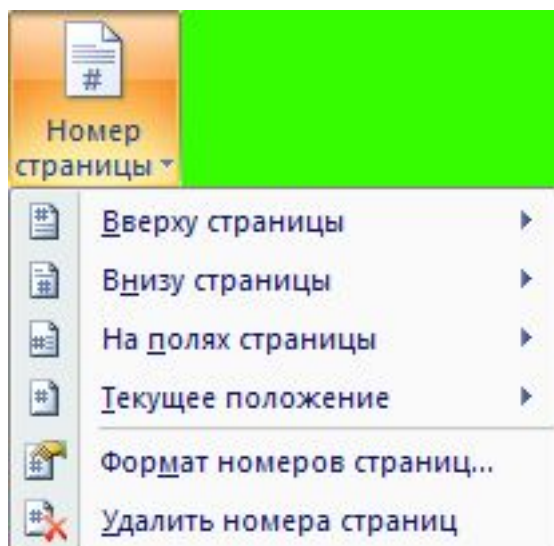 Номер
страницы
Вверху страницы
Внизу страницы
На полях страницы
Текущее положение
Формат номеров страниц...
Удалить номера страниц